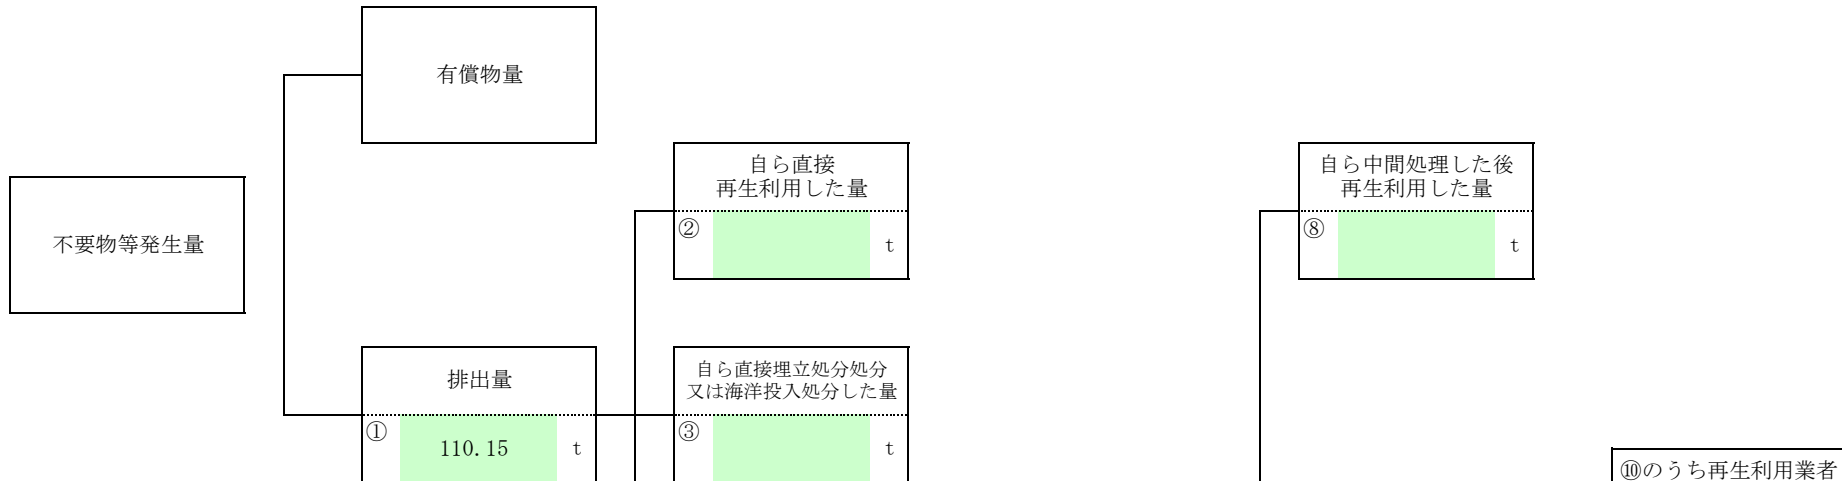 有償物量
自ら直接
再生利用した量
② t
自ら中間処理した後
再生利用した量
⑧ t
不要物等発生量
排出量
① 110.15 t
自ら直接埋立処分処分
又は海洋投入処分した量
③ t
⑩のうち再生利用業者